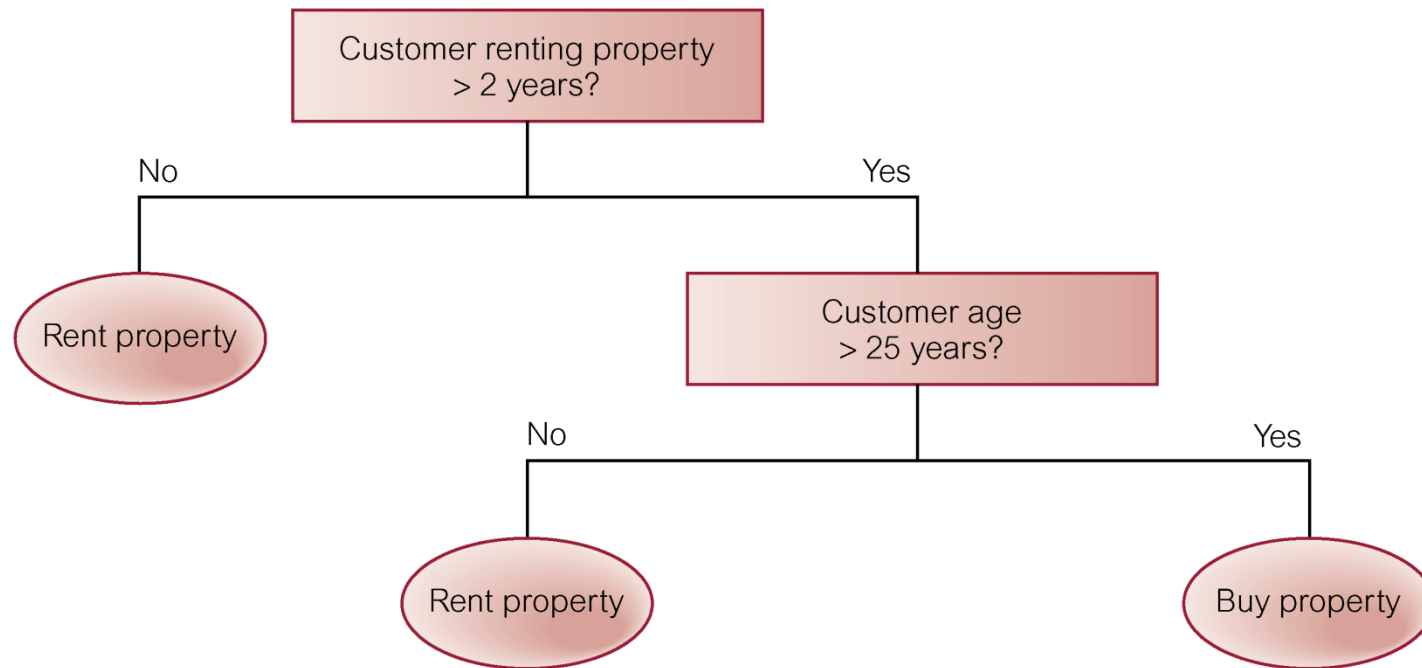 Customer renting property
> 2 years?
No
Yes
Rent property
Customer age
> 25 years?
No
Yes
Rent property
Buy property